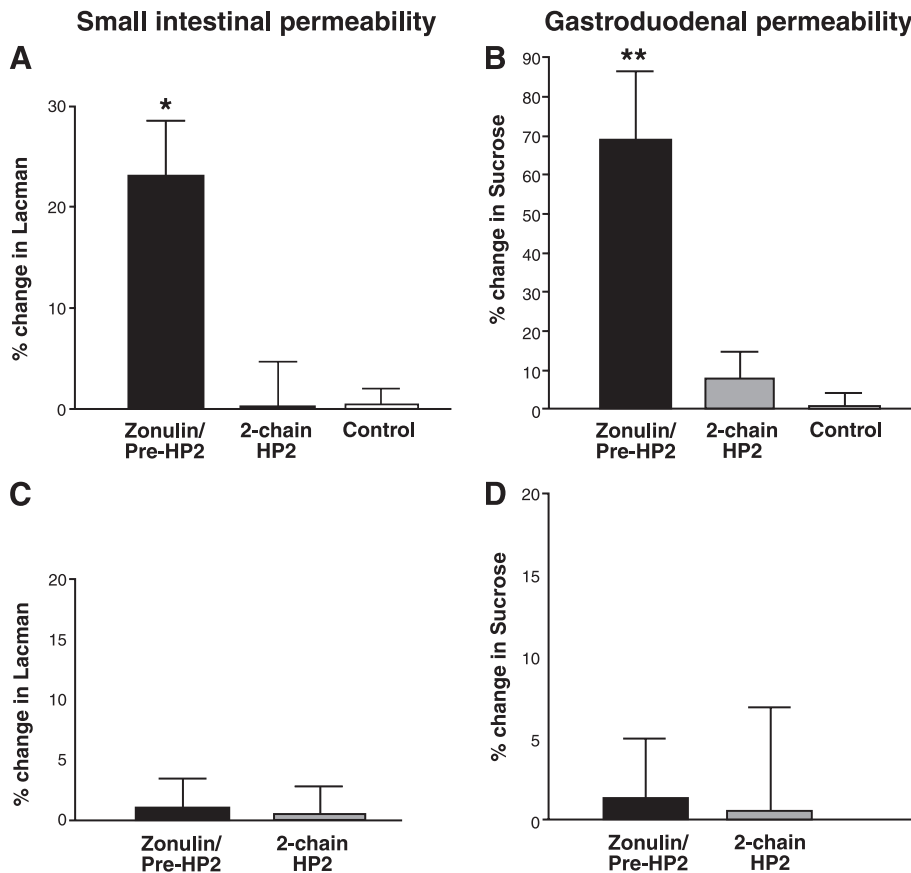 Small intestinal permeability
Gastroduodenal permeability
A
% change in Lacman
30
20
10
0
*
Zonulin/
Pre-HP2
2-chain
HP2
Control
B
% change in Sucrose
90
80
70
60
50
40
30
20
10
0
**
Zonulin/
Pre-HP2
2-chain
HP2
Control
C
% change in Lacman
20
15
10
5
0
Zonulin/
Pre-HP2
2-chain
HP2
D
% change in Sucrose
20
15
10
5
0
Zonulin/
Pre-HP2
2-chain
HP2